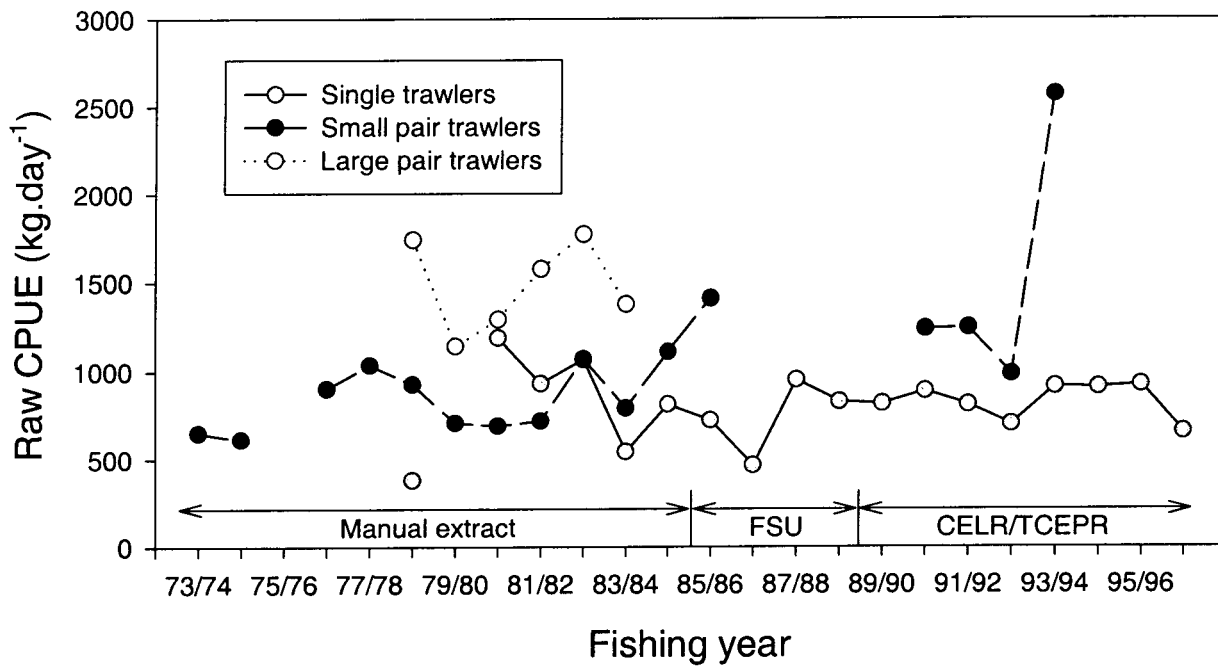 3000
2500
2000
1500
1000
500
0
Raw CPUE (kg.day-1)
Single trawlers
Small pair trawlers
Large pair trawlers
Manual extract
FSU
CELR/TCEPR
73/74 75/76 77/78 79/80 81/82 83/84 85/86 87/88 89/90 91/92 93/94 95/96
Fishing year